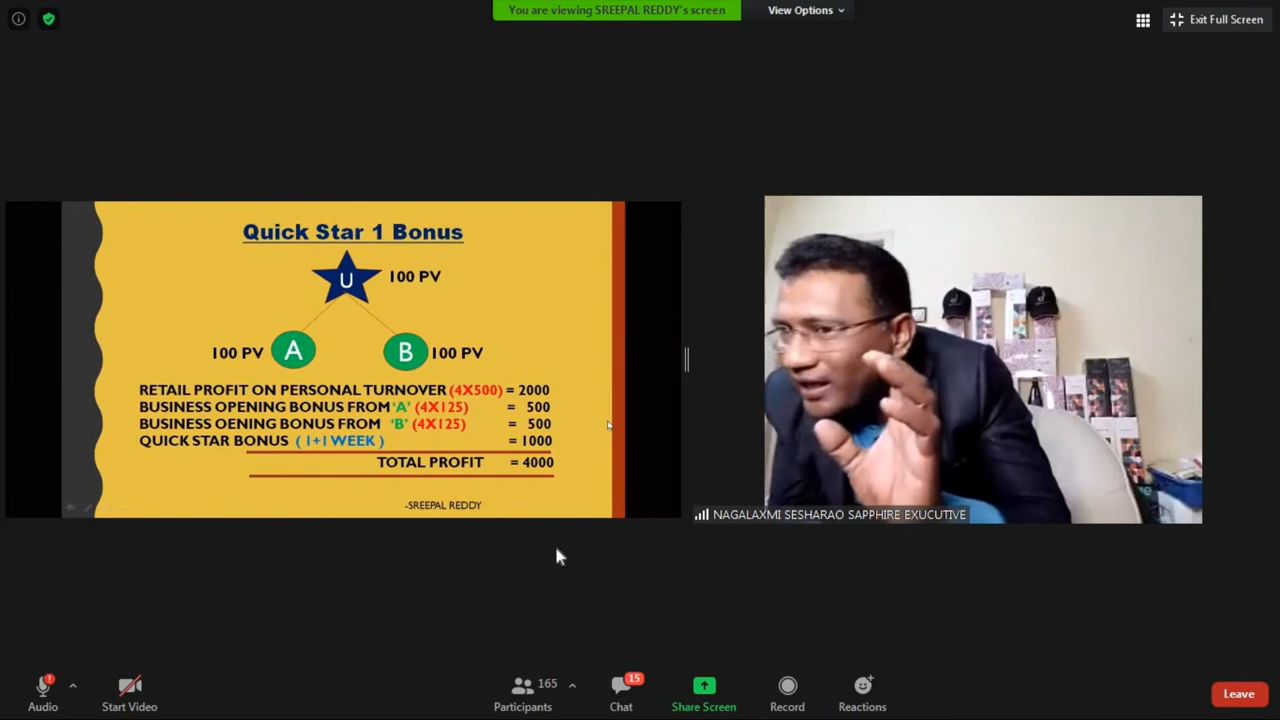 You are viewing SREEPAL REDDY's screen
View Options
Exit Full Screen
Quick Star 1 Bonus
U
100 PV
100 PV
A
B
100 PV
RETAIL PROFIT ON PERSONAL TURNOVER (4X500) = 2000
BUSINESS OPENING BONUS FROM 'A' (4X125) = 500
BUSINESS OENING BONUS FROM 'B' (4X125) = 500
QUICK STAR BONUS ( 1+1 WEEK ) = 1000
TOTAL PROFIT = 4000
-SREEPAL REDDY
NAGALAXMI SESHARAO SAPPHIRE EXUCUTIVE
Audio
Start Video
165
Participants
15
Chat
Share Screen
Record
Reactions
Leave